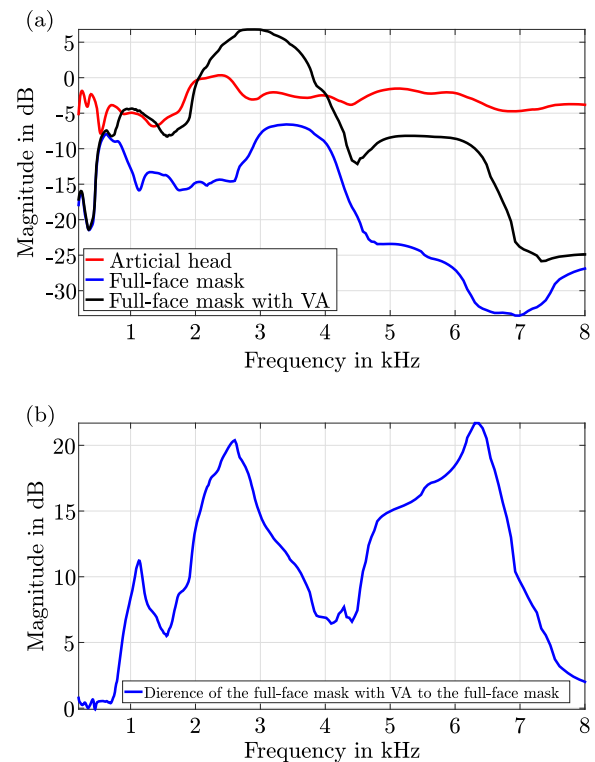 (a)
5
0
-5
-10
-15
-20
-25
-30
Magnitude in dB
Articial head
Full-face mask
Full-face mask with VA
1 2 3 4 5 6 7 8
Frequency in kHz
(b)
20
15
10
5
0
Magnitude in dB
Dierence of the full-face mask with VA to the full-face mask
1 2 3 4 5 6 7 8
Frequency in kHz